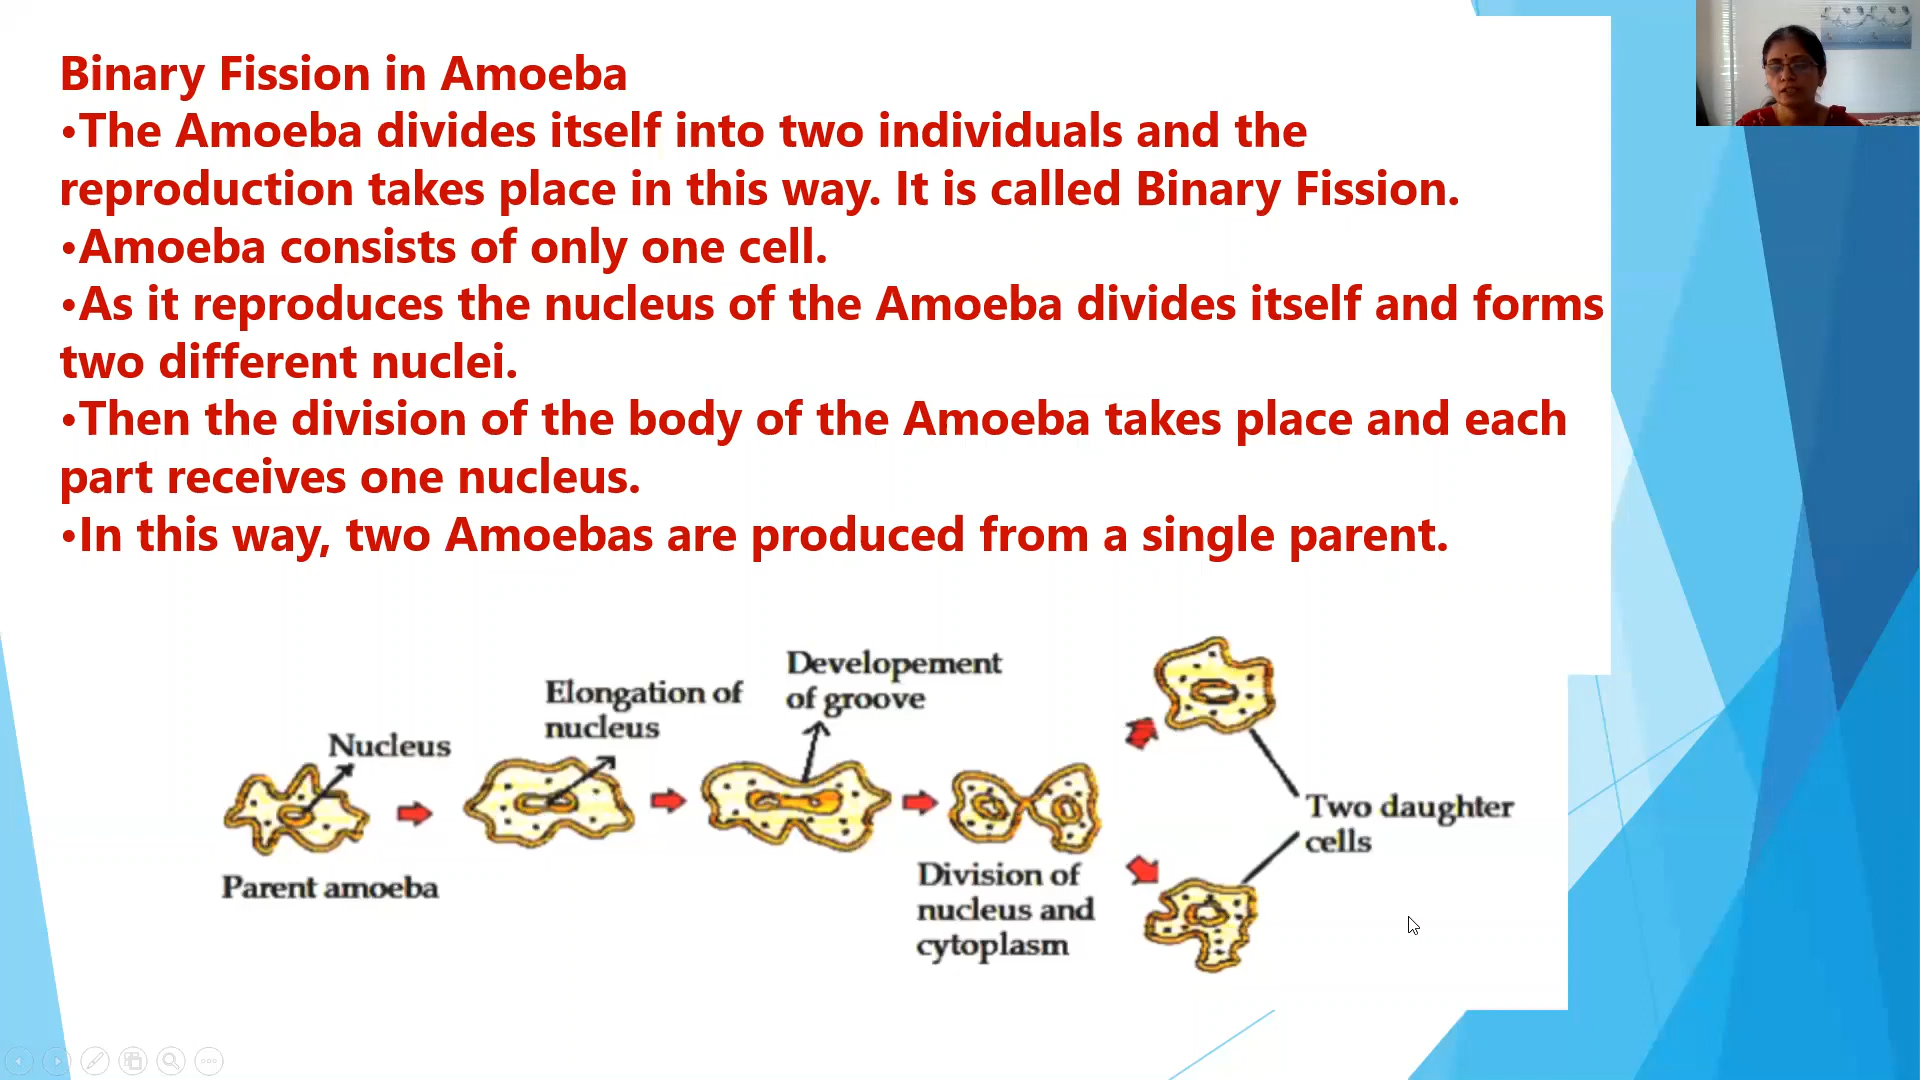 Binary Fission in Amoeba
•The Amoeba divides itself into two individuals and the
reproduction takes place in this way. It is called Binary Fission.
•Amoeba consists of only one cell.
•As it reproduces the nucleus of the Amoeba divides itself and forms
two different nuclei.
•Then the division of the body of the Amoeba takes place and each
part receives one nucleus.
•In this way, two Amoebas are produced from a single parent.
Developement
of groove
Elongation of
nucleus
Nucleus
Two daughter
cells
Parent amoeba
Division of
nucleus and
cytoplasm